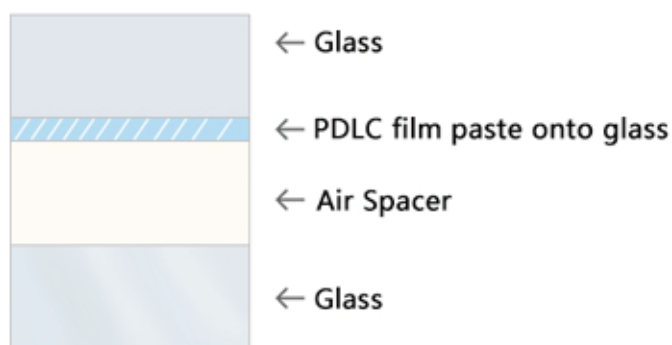 ← Glass
← PDLC film paste onto glass
← Air Spacer
← Glass